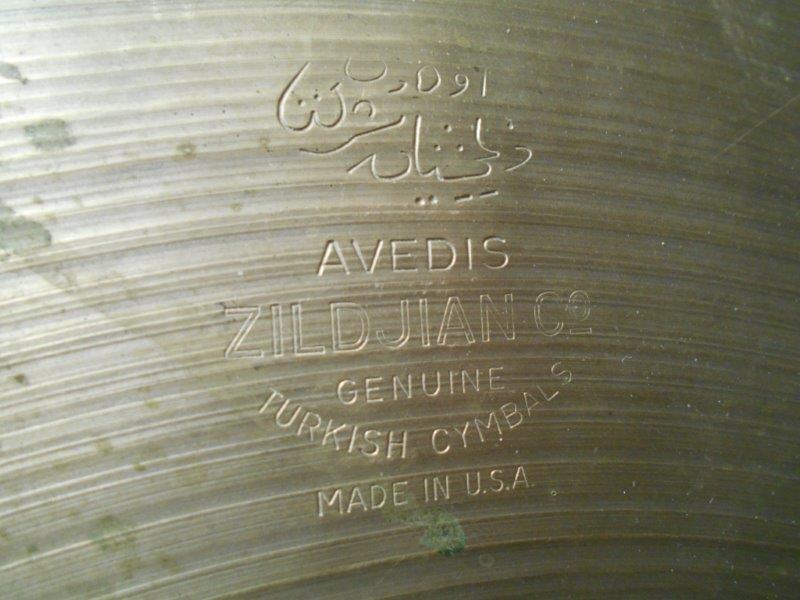 AVEDIS
ZILDJIAN Cº
GENUINE
TURKISH CYMBALS
MADE IN U.S.A.